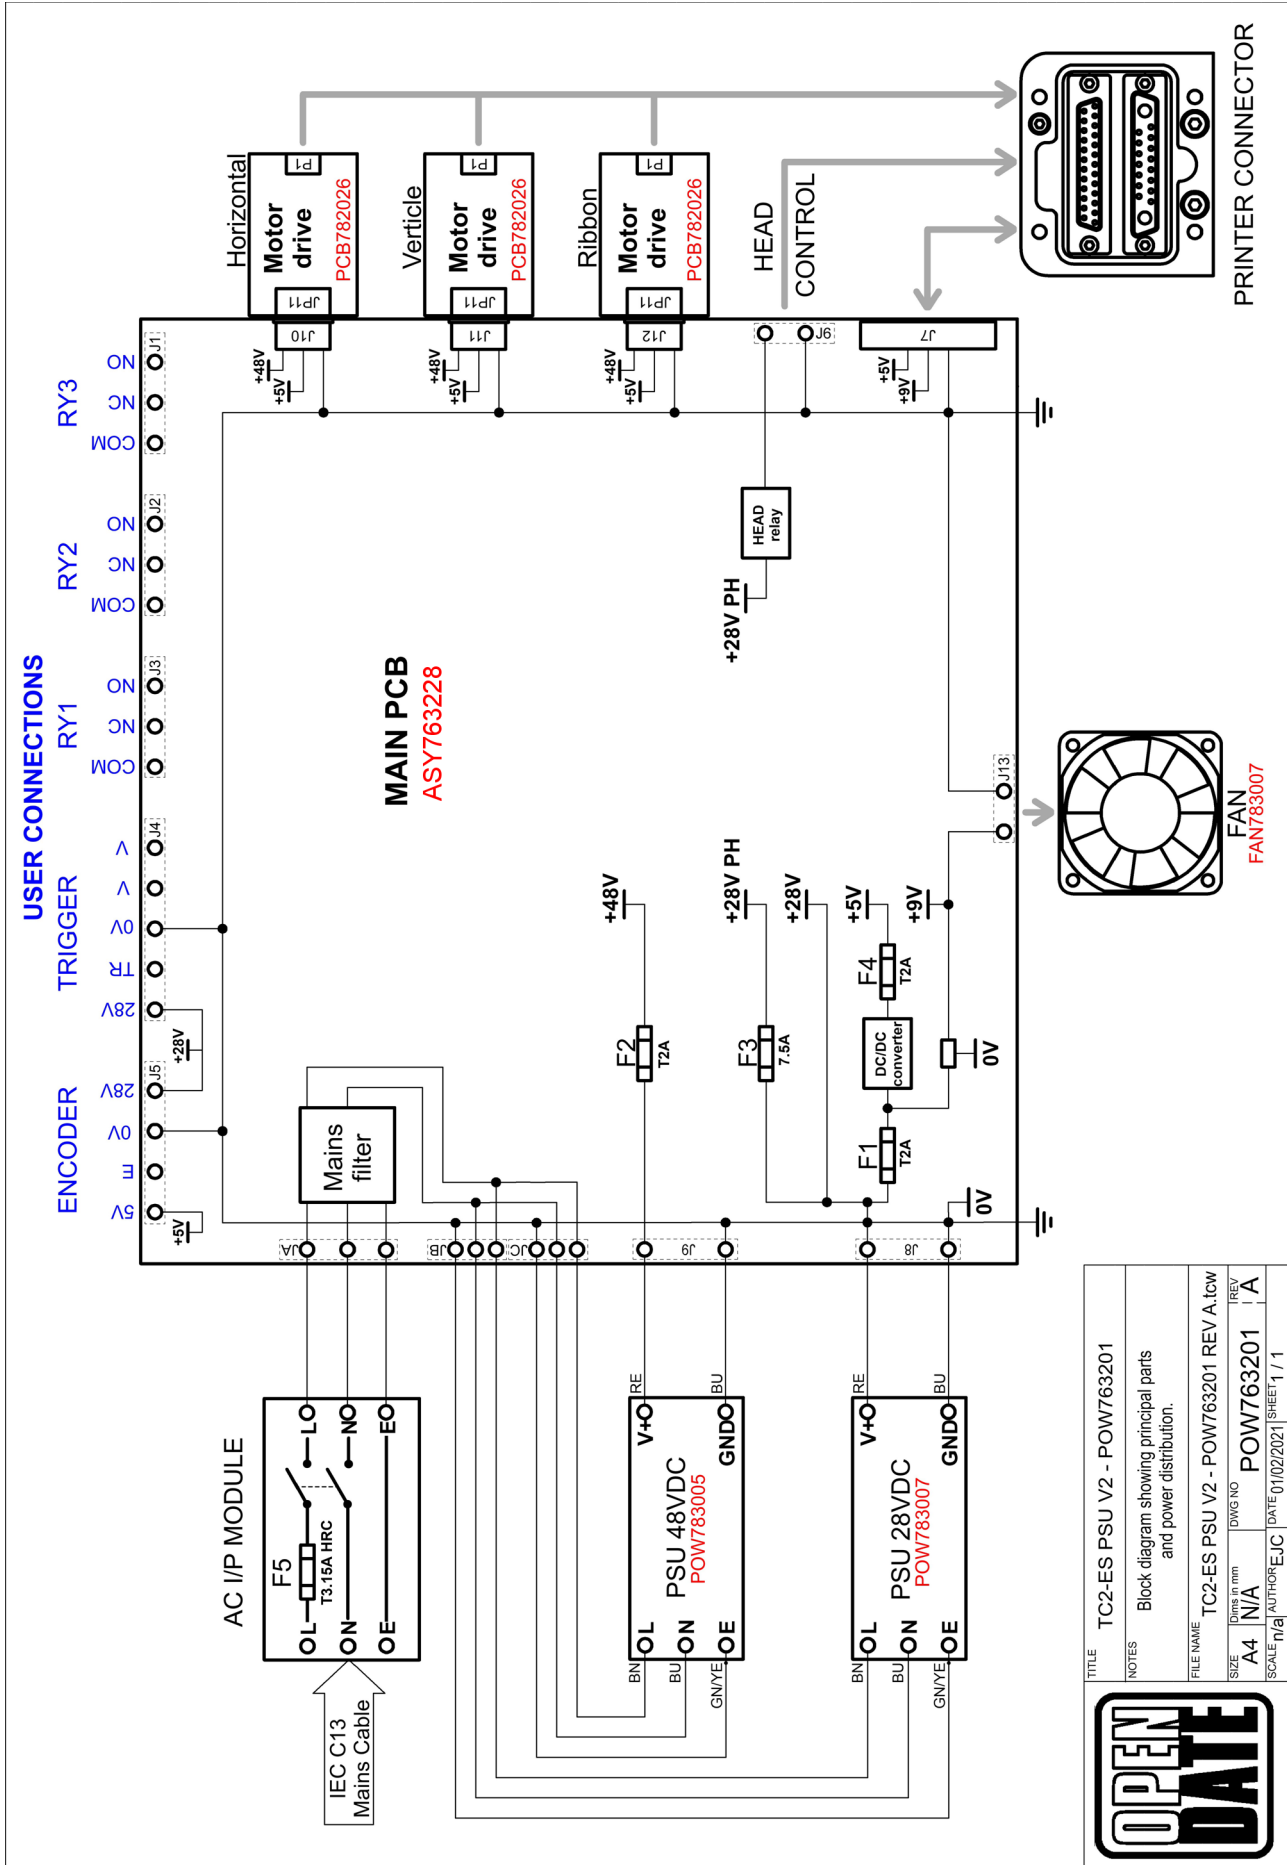 USER CONNECTIONS
ENCODER
TRIGGER
RY1
RY2
RY3
5V
E
0V
28V
28V
TR
0V
V
V
COM
NC
NO
COM
NC
NO
COM
NC
NO
J5
J4
J3
J2
J1
+5V
+28V
AC I/P MODULE
F5
T3.15A HRC
L
N
E
L
N
E
IEC C13
Mains Cable
JA
JB
JC
Mains
filter
MAIN PCB
ASY763228
Horizontal
Motor
drive
PCB782026
JP11
P1
J10
+48V
+5V
Verticle
Motor
drive
PCB782026
JP11
P1
J11
+48V
+5V
Ribbon
Motor
drive
PCB782026
JP11
P1
J12
+48V
+5V
PSU 48VDC
POW783005
L
N
E
V+
GND
BN
BU
GN/YE
RE
BU
J9
F2
T2A
+48V
F3
7.5A
+28V PH
+28V
+28V PH
HEAD
relay
J6
HEAD
CONTROL
PSU 28VDC
POW783007
L
N
E
V+
GND
BN
BU
GN/YE
RE
BU
J8
F1
T2A
DC/DC
converter
F4
T2A
+5V
+9V
0V
0V
J7
+5V
+9V
J13
FAN
FAN783007
PRINTER CONNECTOR
OPEN
DATE
TITLE
TC2-ES PSU V2 - POW763201
NOTES
Block diagram showing principal parts
and power distribution.
FILE NAME
TC2-ES PSU V2 - POW763201 REV A.tcw
SIZE
A4
Dims in mm
N/A
DWG NO
POW763201
REV
A
SCALE n/a
AUTHOR EJC
DATE 01/02/2021
SHEET 1 / 1